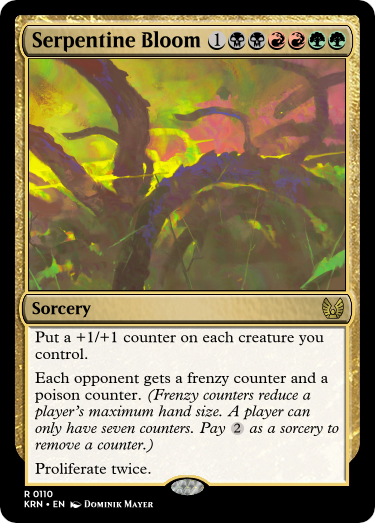 Serpentine Bloom 1
Sorcery
Put a +1/+1 counter on each creature you
control.
Each opponent gets a frenzy counter and a
poison counter. (Frenzy counters reduce a
player's maximum hand size. A player can
only have seven counters. Pay 2 as a sorcery to
remove a counter.)
Proliferate twice.
R 0110
KRN • EN Dominik Mayer